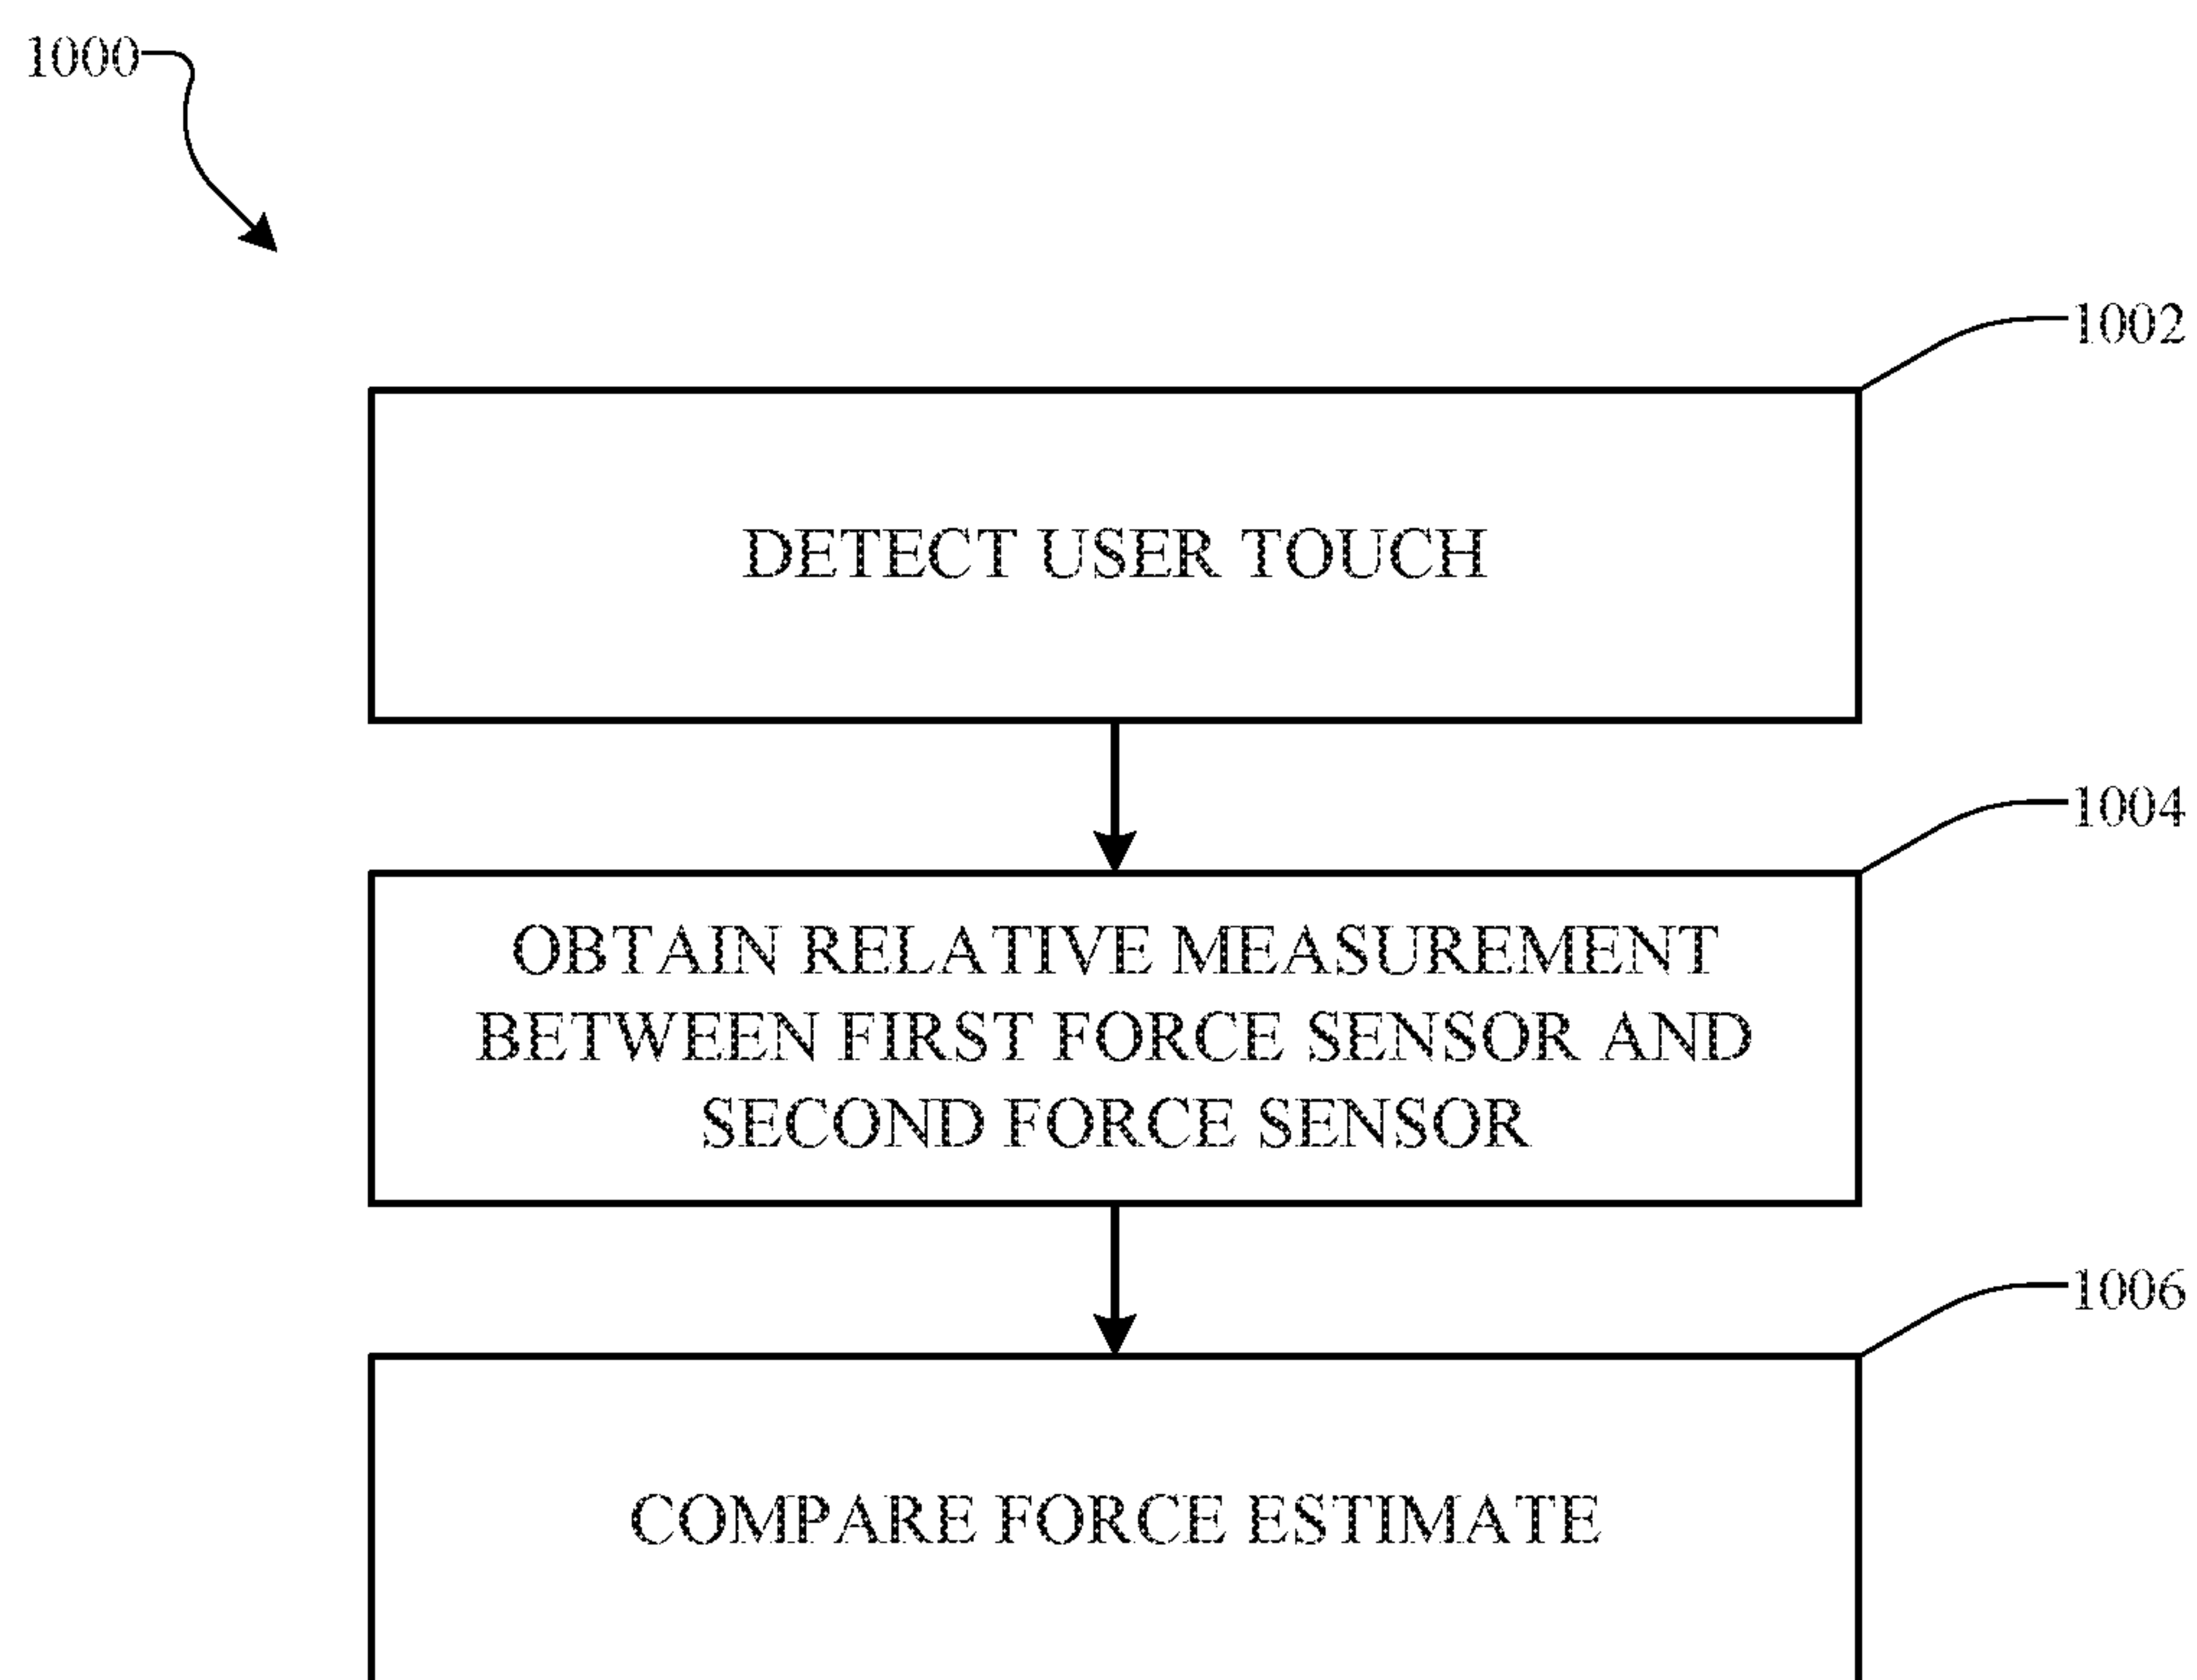 1000
1002
DETECT USER TOUCH
1004
OBTAIN RELATIVE MEASUREMENT
BETWEEN FIRST FORCE SENSOR AND
SECOND FORCE SENSOR
1006
COMPARE FORCE ESTIMATE